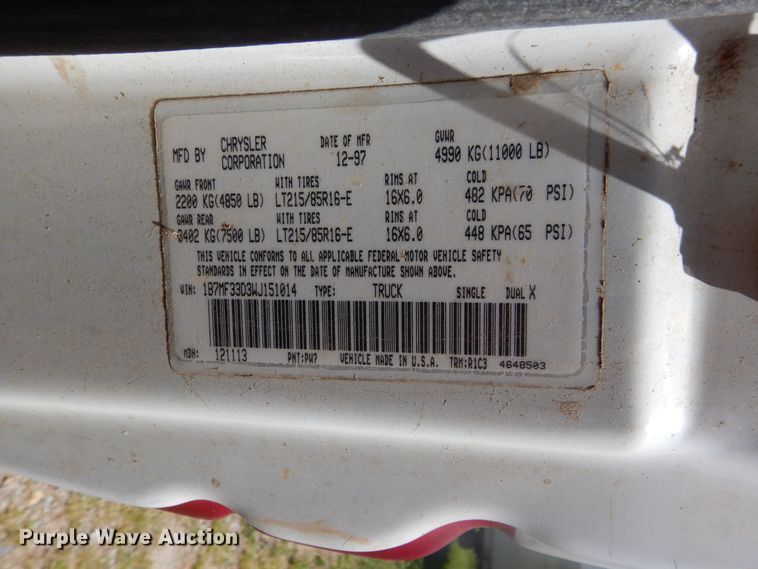 MFD BY CHRYSLER CORPORATION DATE OF MFR 12-97 GVWR 4990 KG(11000 LB)
GAWR FRONT WITH TIRES RIMS AT COLD
2200 KG(4850 LB) LT215/85R16-E 16X6.0 482 KPA(70 PSI)
GAWR REAR WITH TIRES RIMS AT COLD
3402 KG(7500 LB) LT215/85R16-E 16X6.0 448 KPA(65 PSI)
THIS VEHICLE CONFORMS TO ALL APPLICABLE FEDERAL MOTOR VEHICLE SAFETY
STANDARDS IN EFFECT ON THE DATE OF MANUFACTURE SHOWN ABOVE.
VIN: 1B7MF33D3WJ151014 TYPE: TRUCK SINGLE DUAL X
MDH: 121113 PNT:PW7 VEHICLE MADE IN U.S.A. TRM:R1C3 4648503
Purple Wave Auction